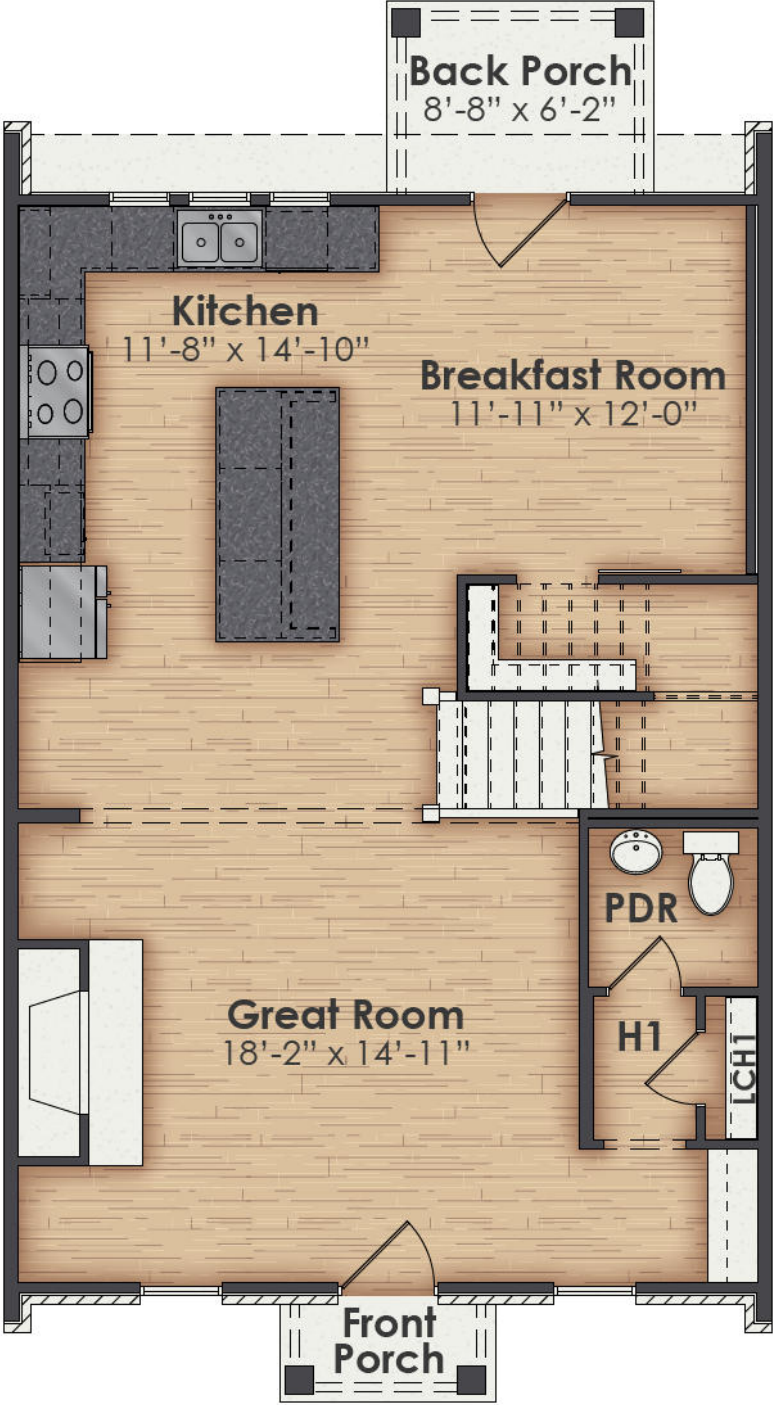 Back Porch
8’-8” x 6’-2”
Kitchen
11’-8” x 14’-10”
Breakfast Room
11’-11” x 12’-0”
PDR
Great Room
18’-2” x 14’-11”
H1
LCH1
Front
Porch